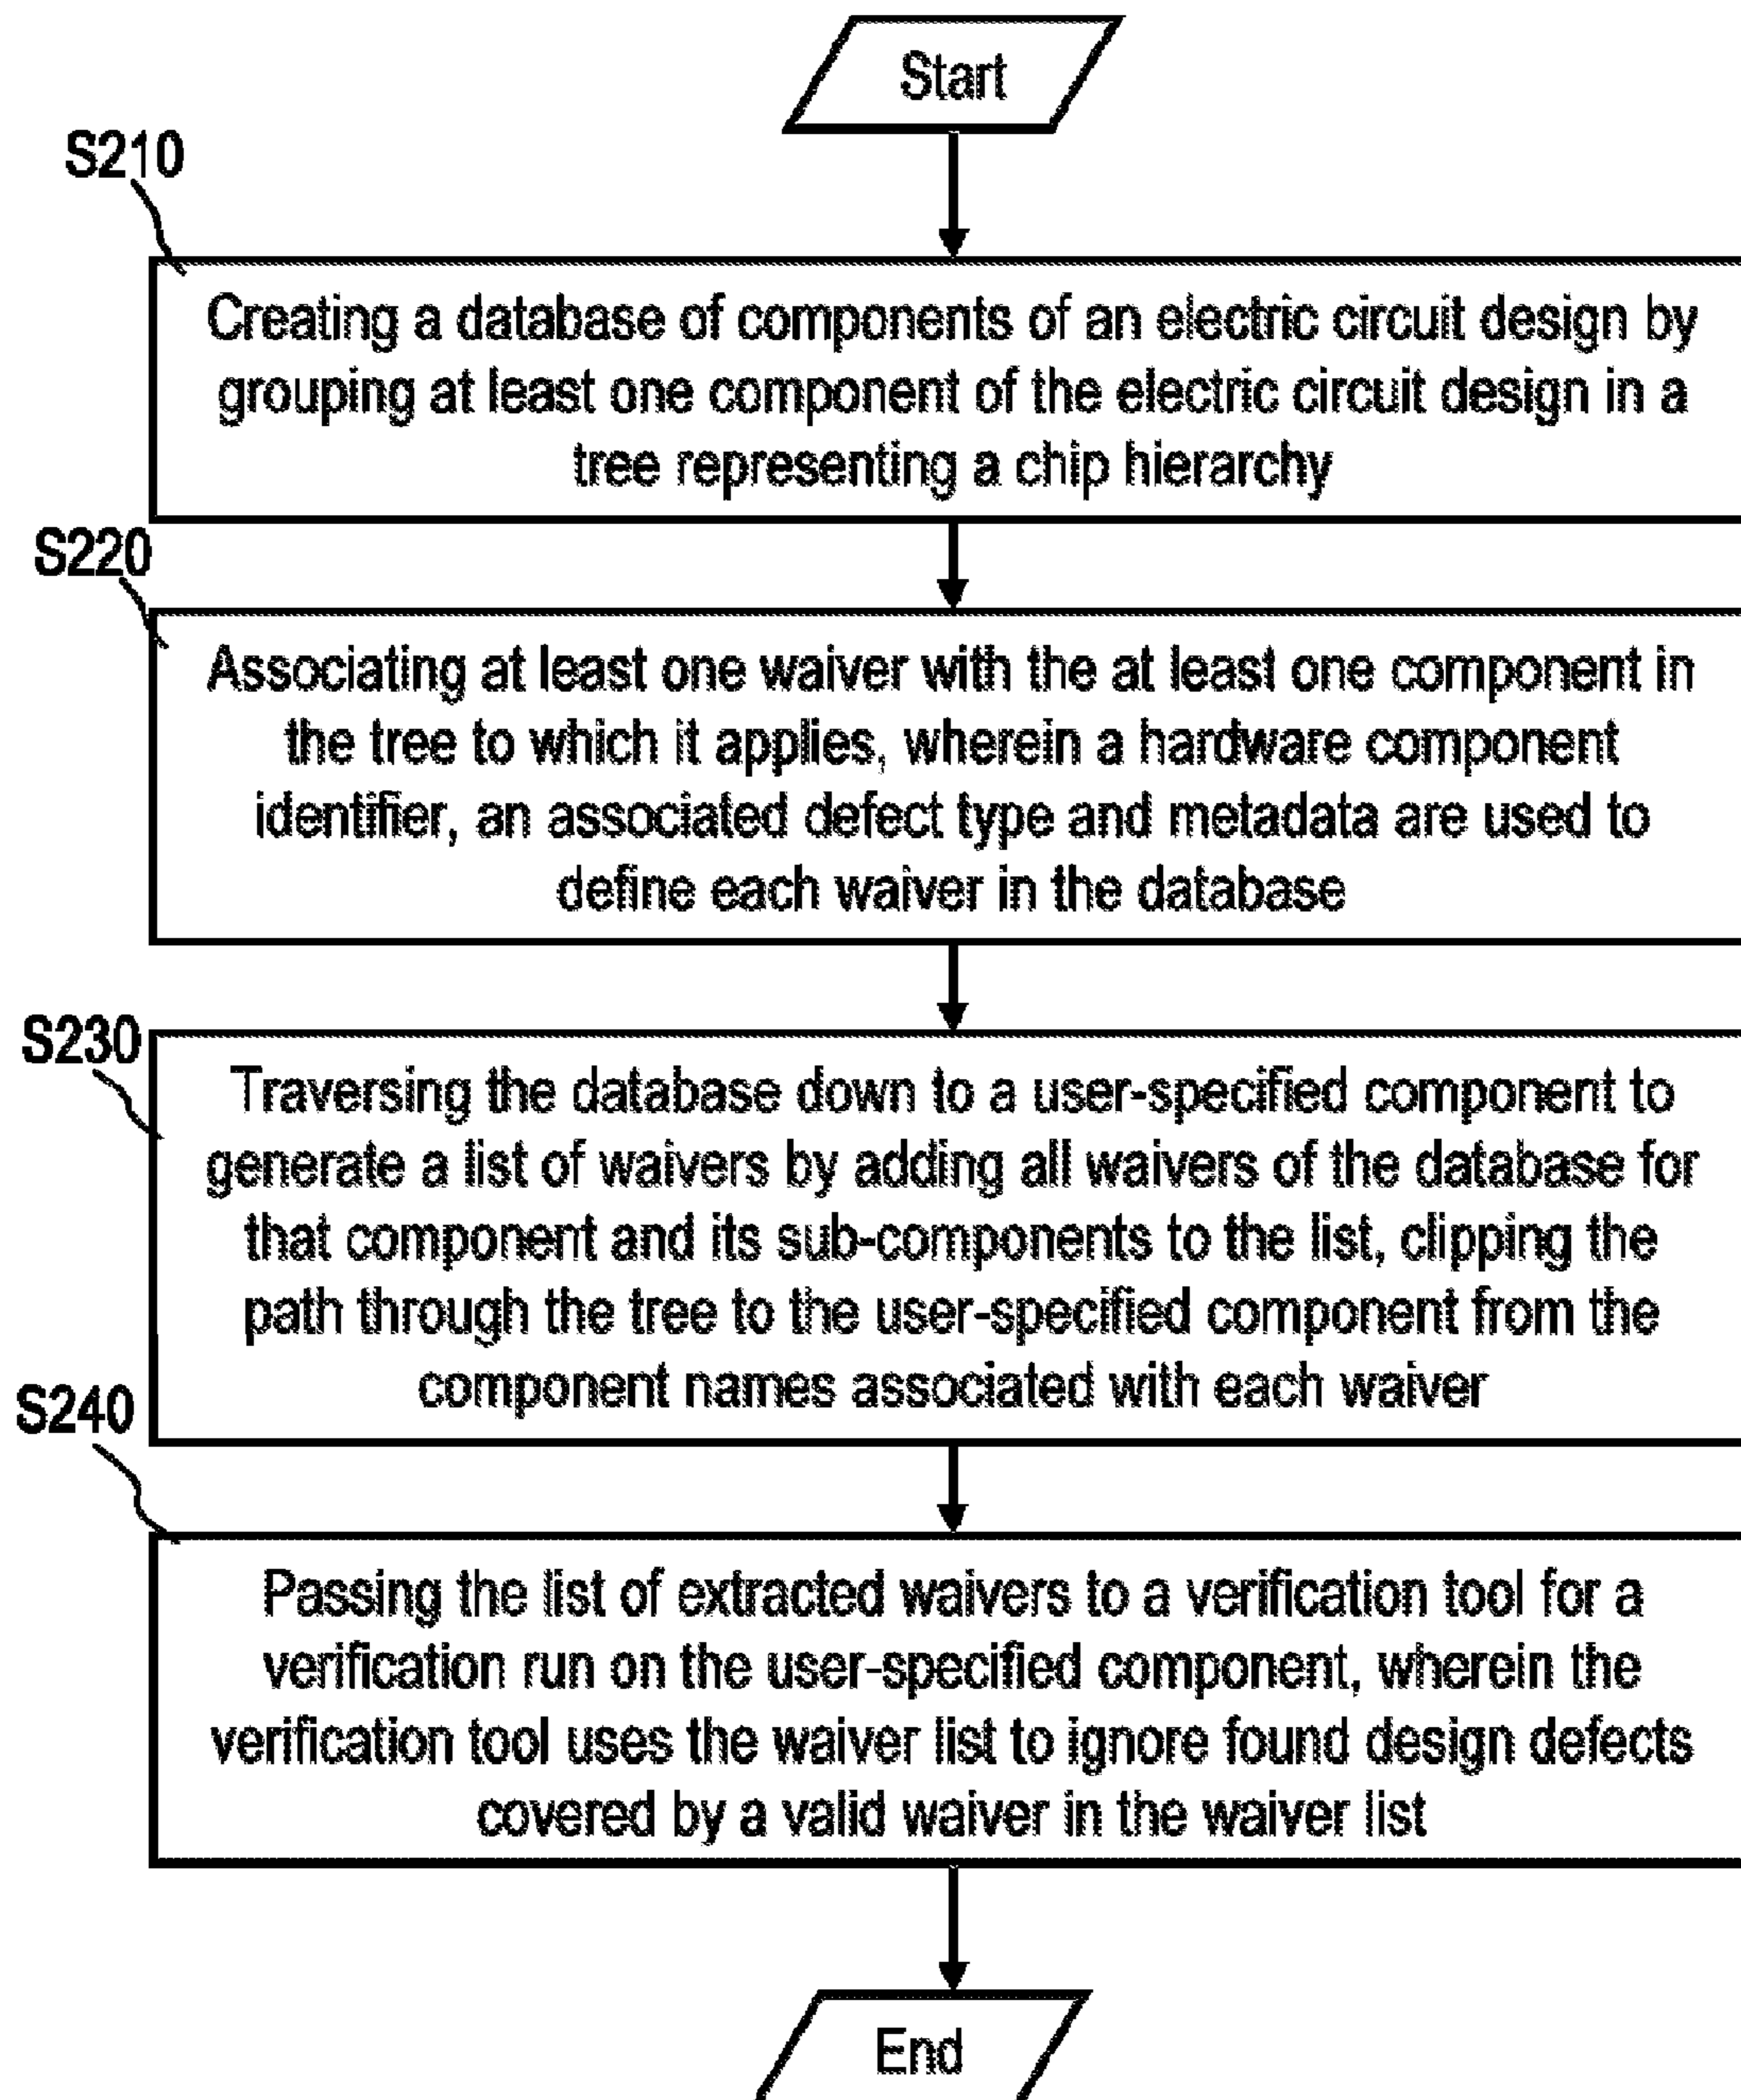 Start
S210
Creating a database of components of an electric circuit design by
grouping at least one component of the electric circuit design in a
tree representing a chip hierarchy
S220
Associating at least one waiver with the at least one component in
the tree to which it applies, wherein a hardware component
identifier, an associated defect type and metadata are used to
define each waiver in the database
S230
Traversing the database down to a user-specified component to
generate a list of waivers by adding all waivers of the database for
that component and its sub-components to the list, clipping the
path through the tree to the user-specified component from the
component names associated with each waiver
S240
Passing the list of extracted waivers to a verification tool for a
verification run on the user-specified component, wherein the
verification tool uses the waiver list to ignore found design defects
covered by a valid waiver in the waiver list
End